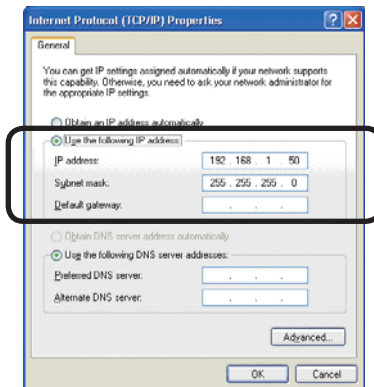 Internet Protocol (TCP/IP) Properties
General
You can get IP settings assigned automatically if your network supports
this capability. Otherwise, you need to ask your network administrator for
the appropriate IP settings.
Obtain an IP address automatically
Use the following IP address:
IP address: 192 . 168 . 1 . 50
Subnet mask: 255 . 255 . 255 . 0
Default gateway: . . .
Obtain DNS server address automatically
Use the following DNS server addresses:
Preferred DNS server: . . .
Alternate DNS server: . . .
Advanced...
OK Cancel